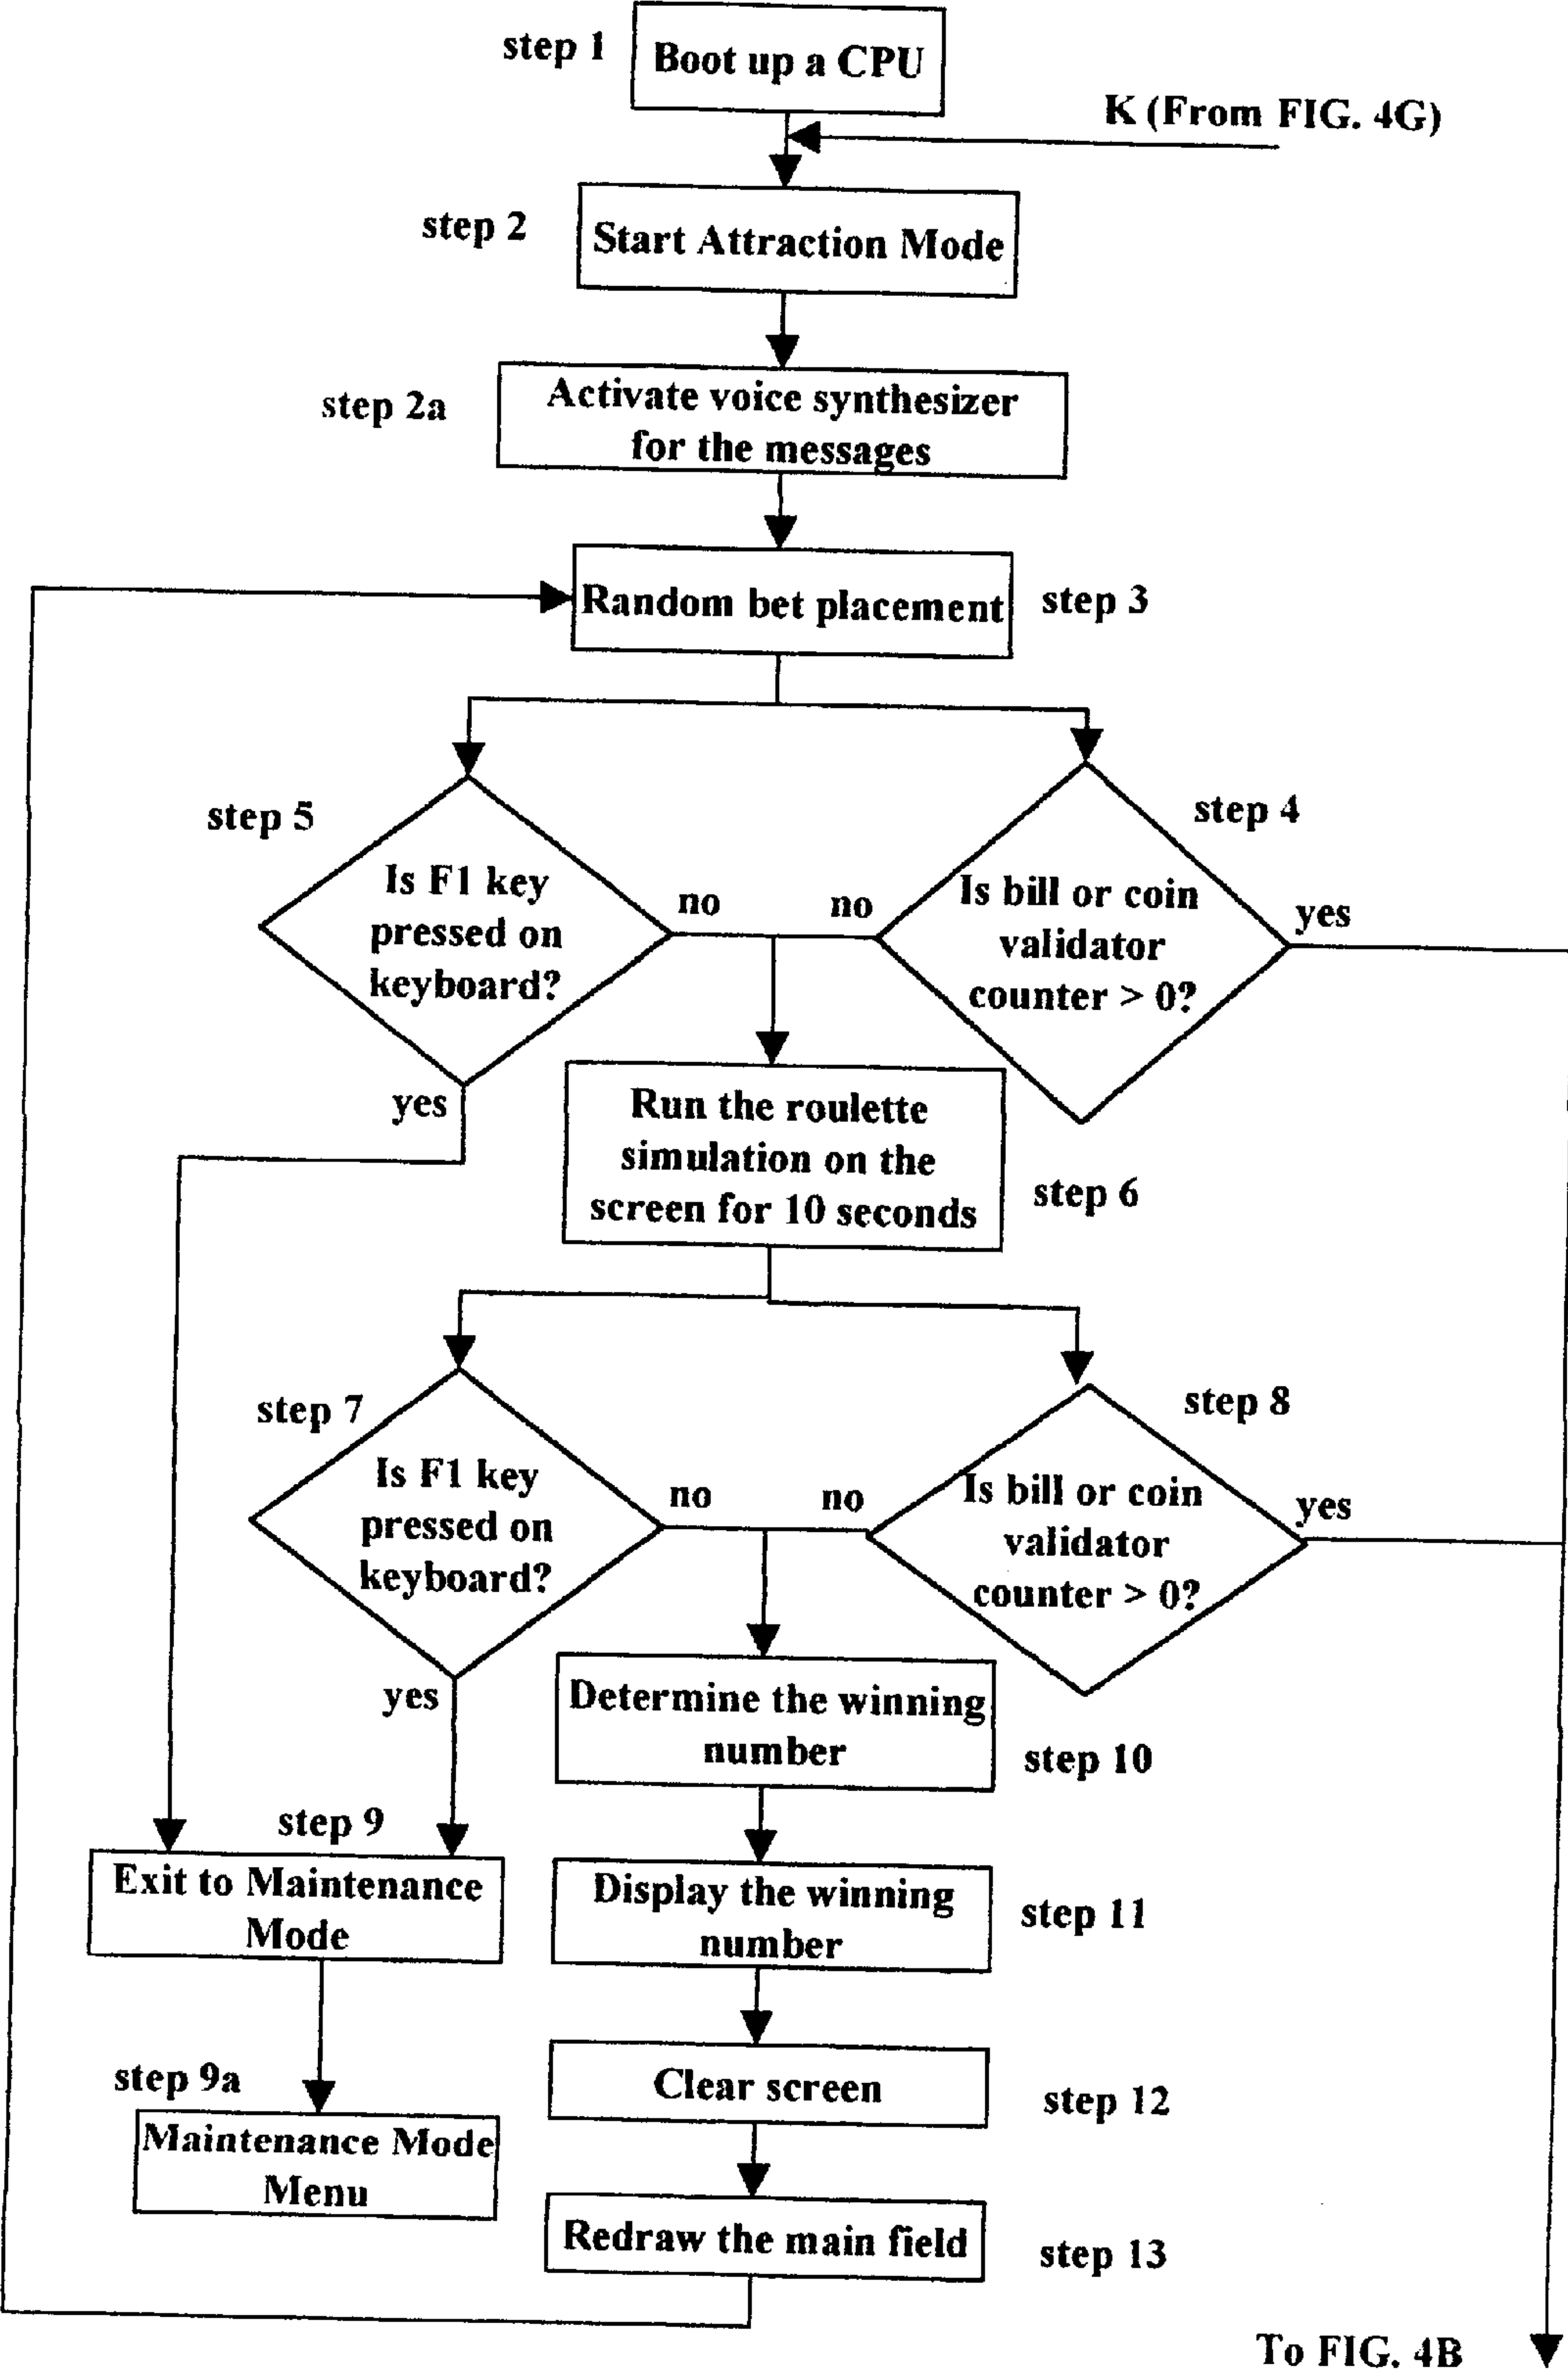 step 1
Boot up a CPU
K (From FIG. 4G)
step 2
Start Attraction Mode
step 2a
Activate voice synthesizer
for the messages
Random bet placement
step 3
step 5
Is F1 key
pressed on
keyboard?
no
yes
step 4
Is bill or coin
validator
counter > 0?
no
yes
Run the roulette
simulation on the
screen for 10 seconds
step 6
step 7
Is F1 key
pressed on
keyboard?
no
yes
step 8
Is bill or coin
validator
counter > 0?
no
yes
Determine the winning
number
step 10
step 9
Exit to Maintenance
Mode
Display the winning
number
step 11
step 9a
Maintenance Mode
Menu
Clear screen
step 12
Redraw the main field
step 13
To FIG. 4B